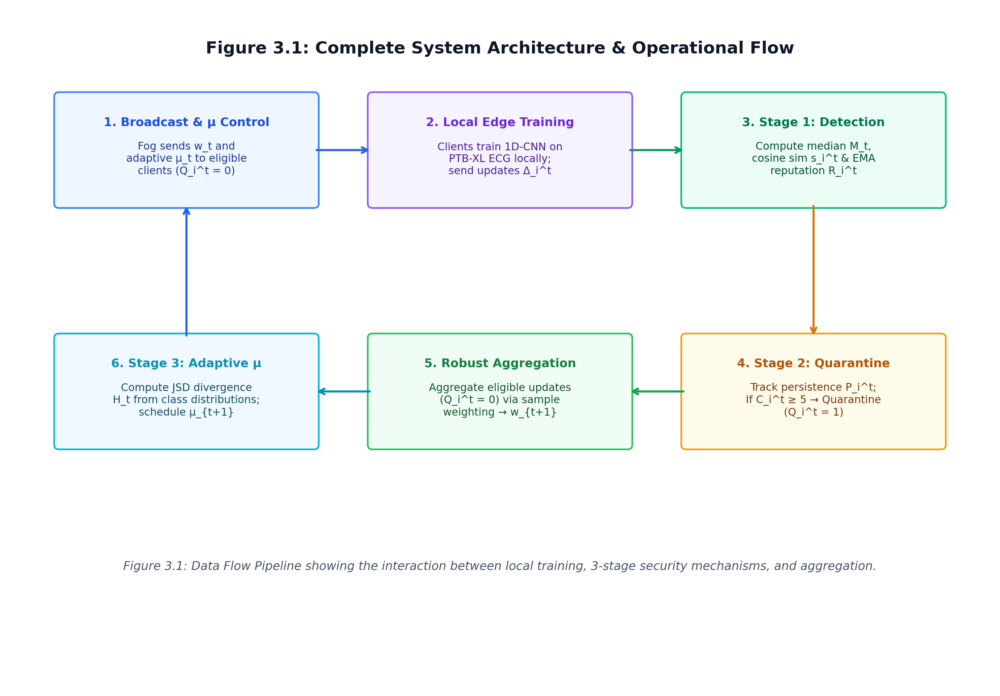 Figure 3.1: Complete System Architecture & Operational Flow
1. Broadcast & µ Control
Fog sends w_t and
adaptive µ_t to eligible
clients (Q_i^t = 0)
2. Local Edge Training
Clients train 1D-CNN on
PTB-XL ECG locally;
send updates Δ_i^t
3. Stage 1: Detection
Compute median M_t,
cosine sim s_i^t & EMA
reputation R_i^t
4. Stage 2: Quarantine
Track persistence P_i^t;
If C_i^t ≥ 5 → Quarantine
(Q_i^t = 1)
5. Robust Aggregation
Aggregate eligible updates
(Q_i^t = 0) via sample
weighting → w_{t+1}
6. Stage 3: Adaptive µ
Compute JSD divergence
H_t from class distributions;
schedule µ_{t+1}
Figure 3.1: Data Flow Pipeline showing the interaction between local training, 3-stage security mechanisms, and aggregation.